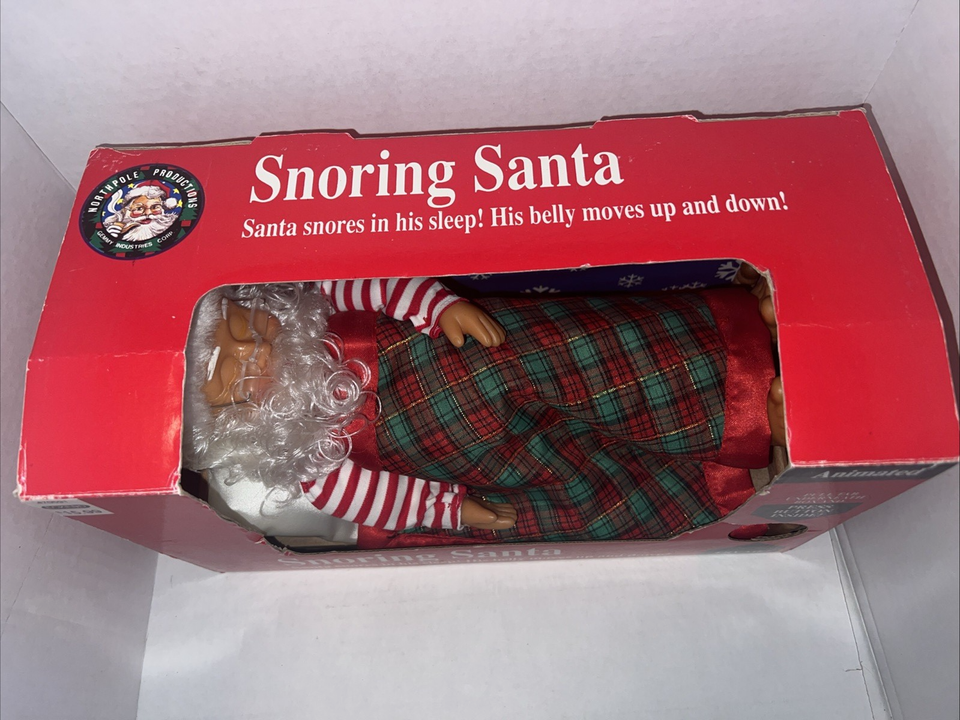 NORTHPOLE PRODUCTIONS
GEMMY INDUSTRIES CORP
Snoring Santa
Santa snores in his sleep! His belly moves up and down!
Animated
Snoring Santa